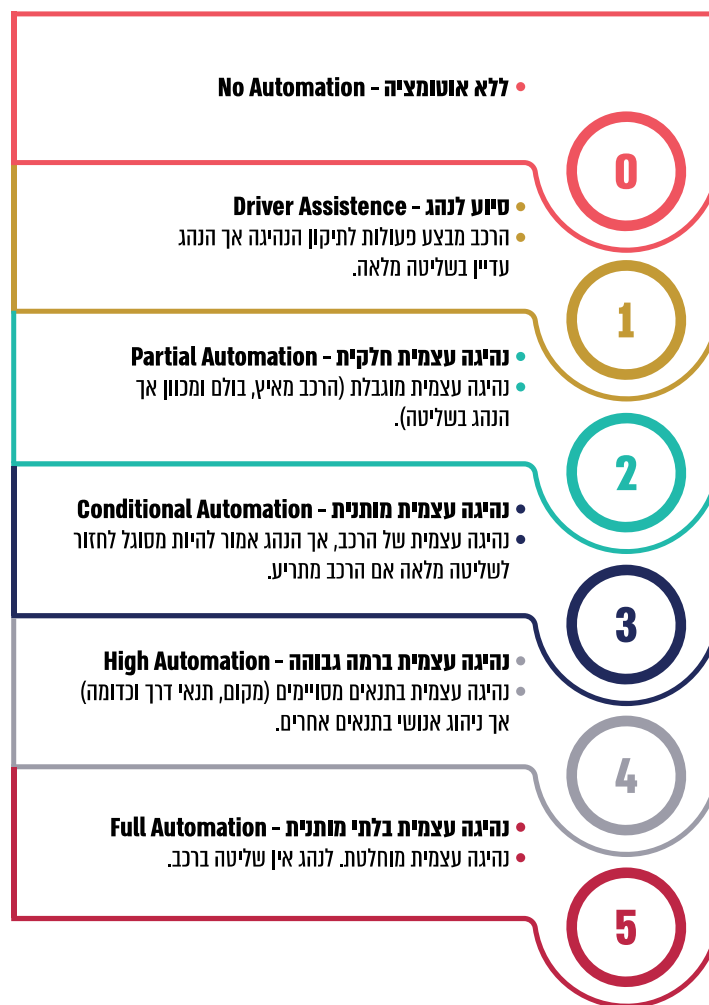 • ללא אוטומציה - No Automation
0
• סיוע לנהג - Driver Assistence
• הרכב מבצע פעולות לתיקון הנהיגה אך הנהג
עדיין בשליטה מלאה.
1
• נהיגה עצמית חלקית - Partial Automation
• נהיגה עצמית מוגבלת (הרכב מאיץ, בולם ומכוון אך
הנהג בשליטה).
2
• נהיגה עצמית מותנית - Conditional Automation
• נהיגה עצמית של הרכב, אך הנהג אמור להיות מסוגל לחזור
לשליטה מלאה אם הרכב מתריע.
3
• נהיגה עצמית ברמה גבוהה - High Automation
• נהיגה עצמית בתנאים מסויימים (מקום, תנאי דרך וכדומה)
אך ניהוג אנושי בתנאים אחרים.
4
• נהיגה עצמית בלתי מותנית - Full Automation
• נהיגה עצמית מוחלטת. לנהג אין שליטה ברכב.
5